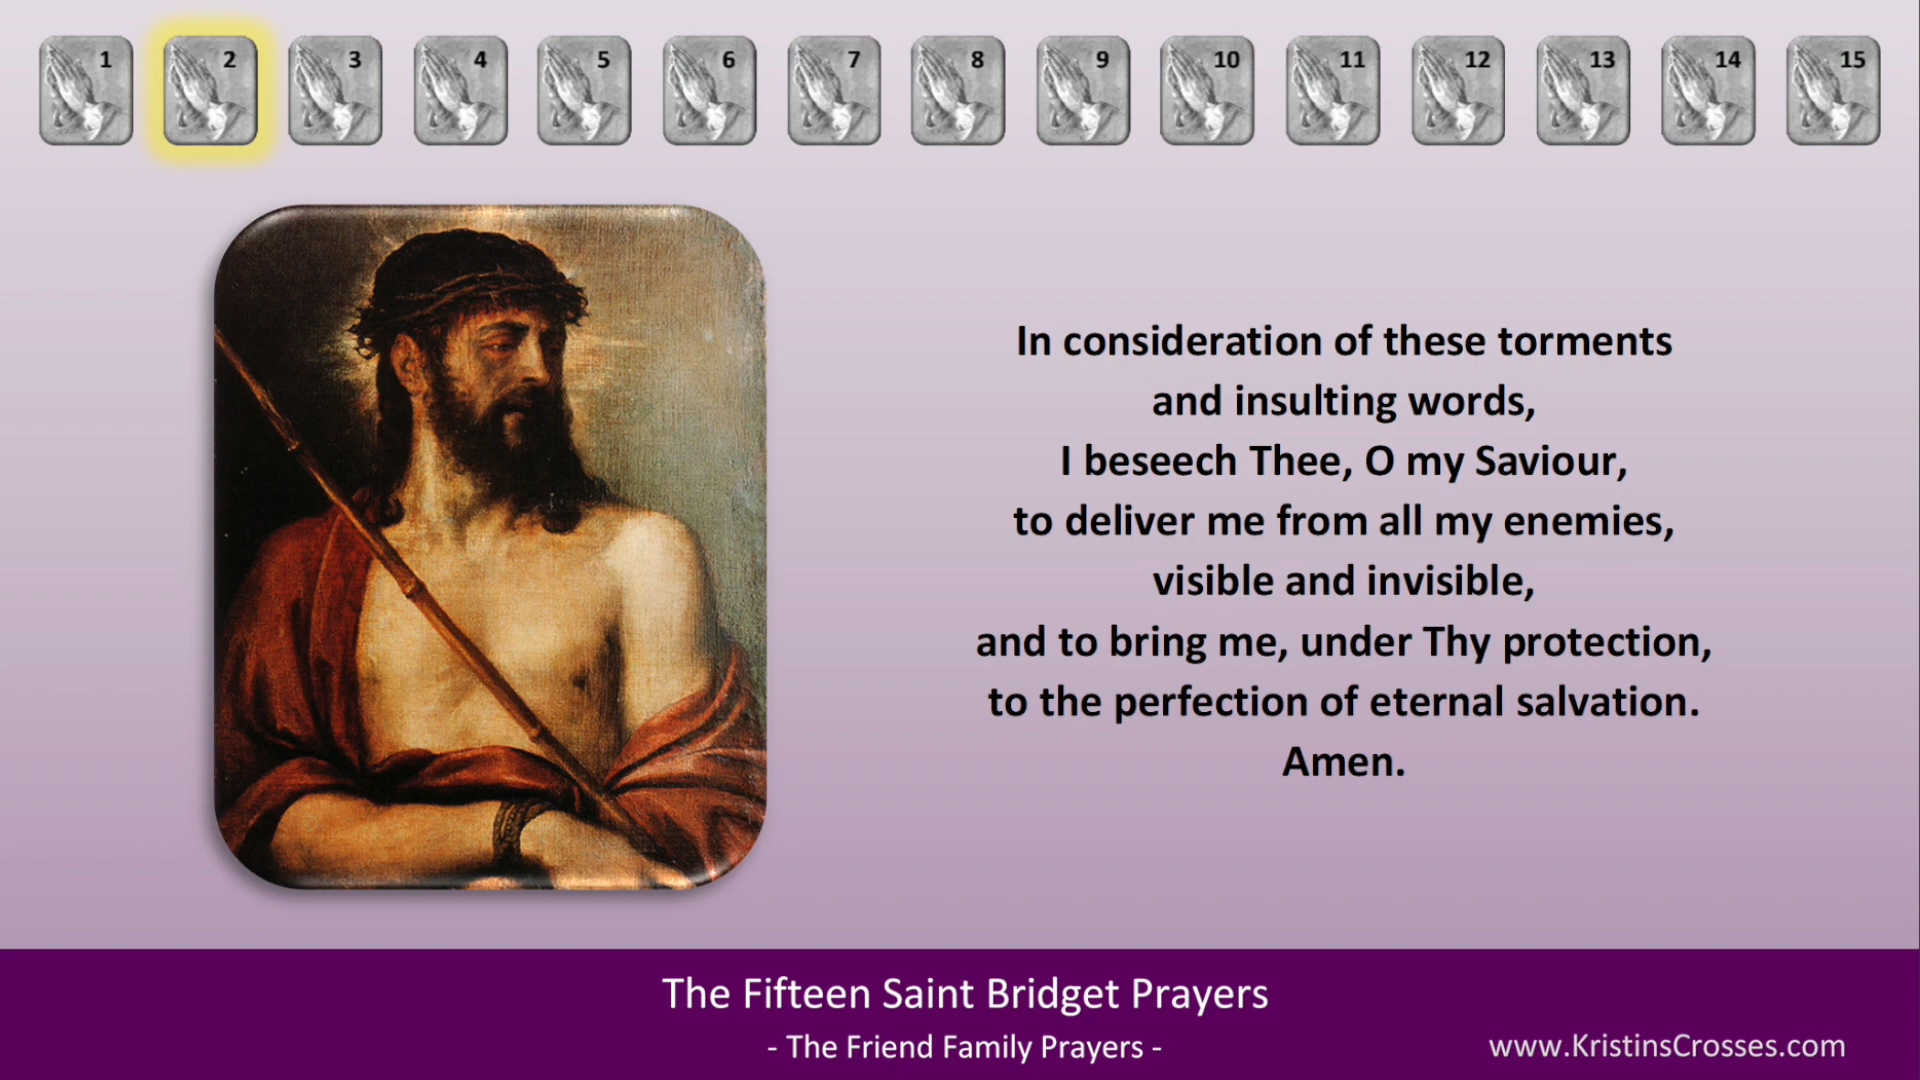 1 2 3 4 5 6 7 8 9 10 11 12 13 14 15
In consideration of these torments
and insulting words,
I beseech Thee, O my Saviour,
to deliver me from all my enemies,
visible and invisible,
and to bring me, under Thy protection,
to the perfection of eternal salvation.
Amen.
The Fifteen Saint Bridget Prayers
- The Friend Family Prayers -
www.KristinsCrosses.com